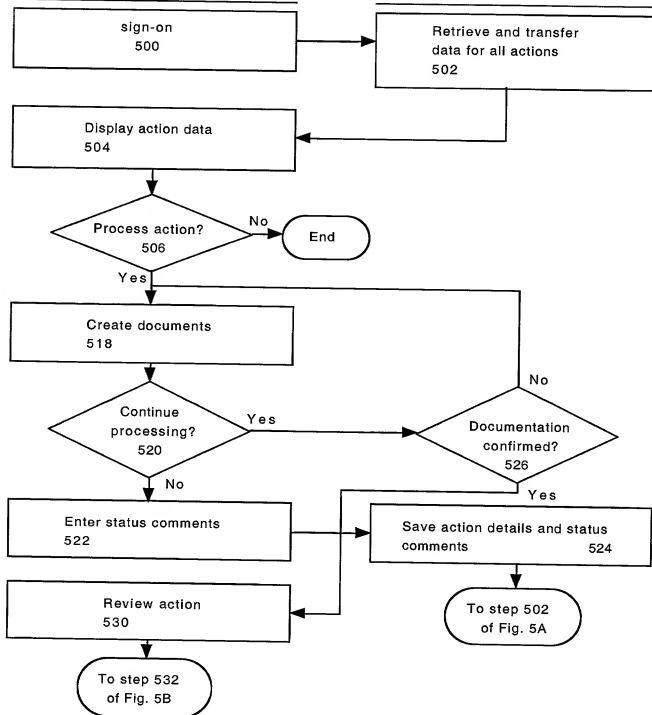 sign-on
500
Retrieve and transfer
data for all actions
502
Display action data
504
Process action?
506
No
End
Yes
Create documents
518
No
Continue
processing?
520
Yes
Documentation
confirmed?
526
No
Yes
Enter status comments
522
Save action details and status
comments 524
Review action
530
To step 502
of Fig. 5A
To step 532
of Fig. 5B